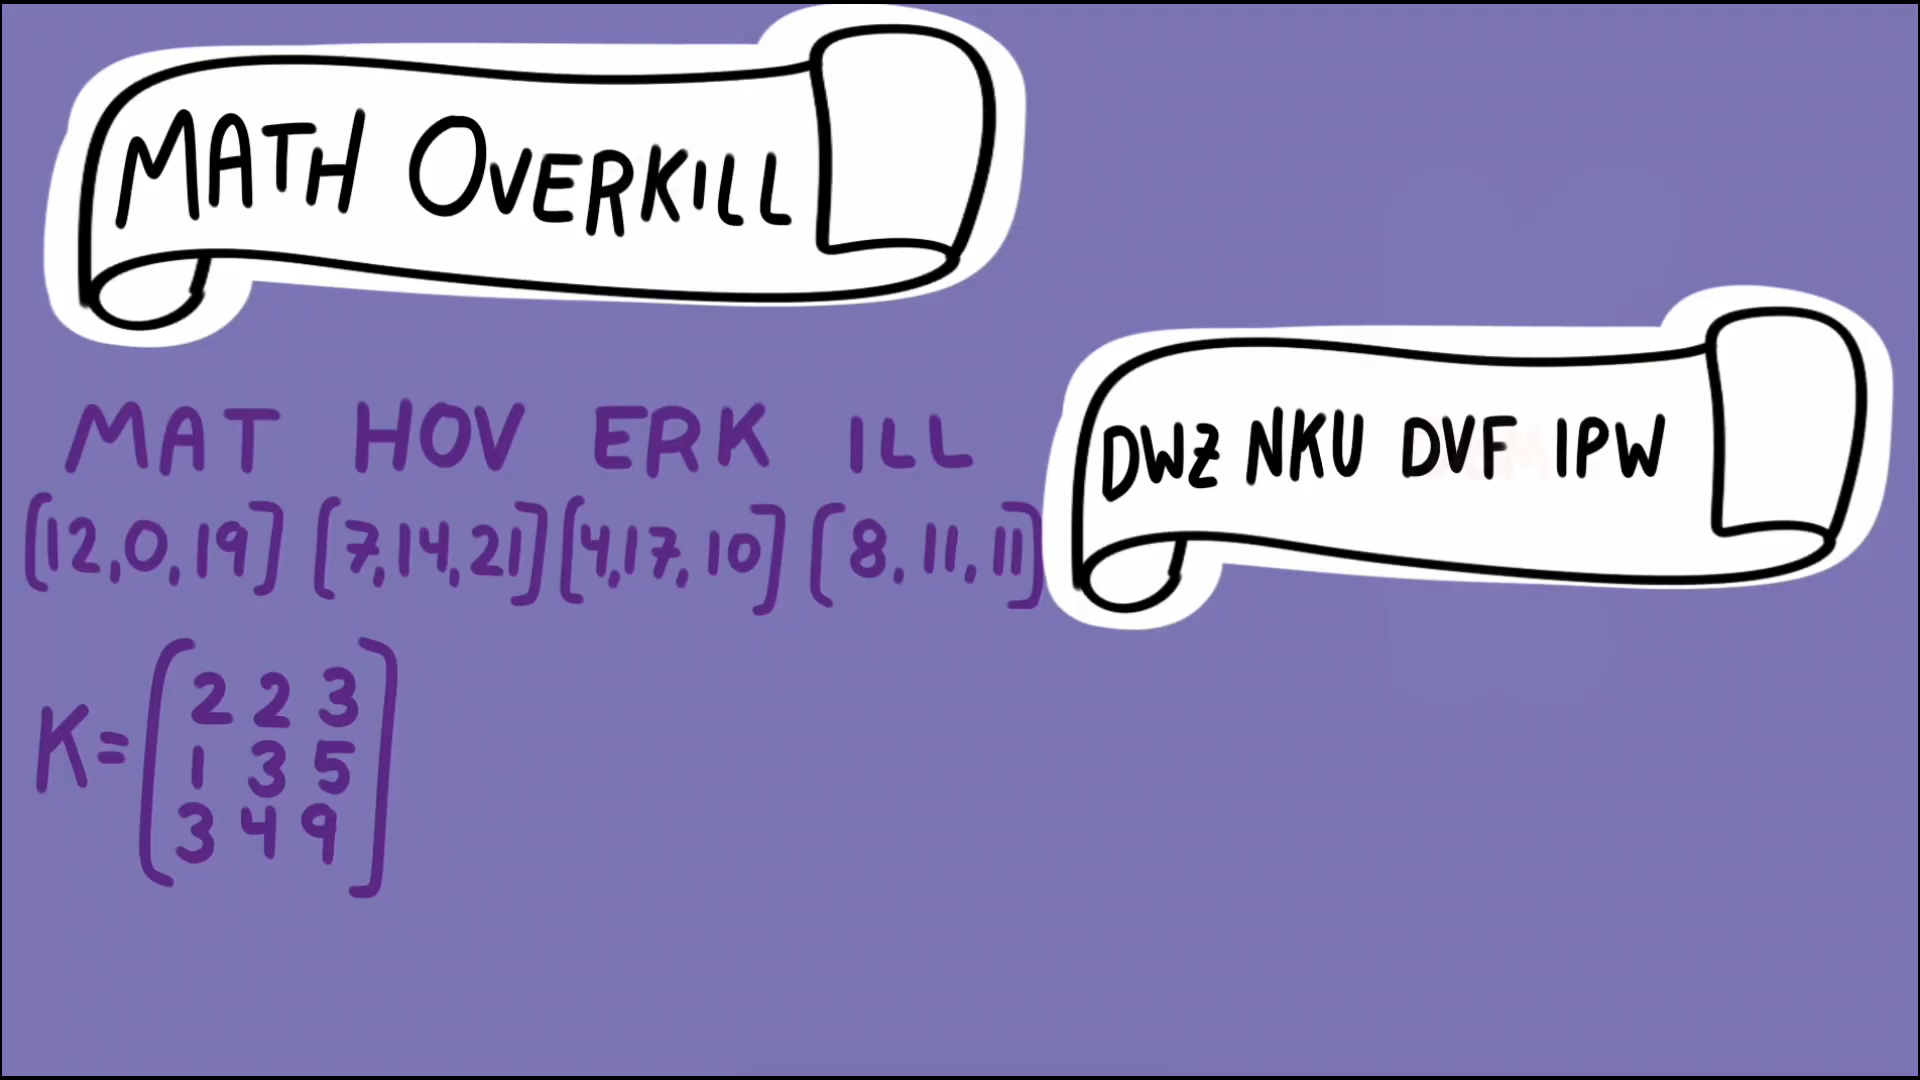 MATH OVERKILL
DWZ NKU DVF IPW
MAT HOV ERK ILL
[12,0,19] [7,14,21] [4,17,10] [8,11,11]
K= [2 2 3
1 3 5
3 4 9]